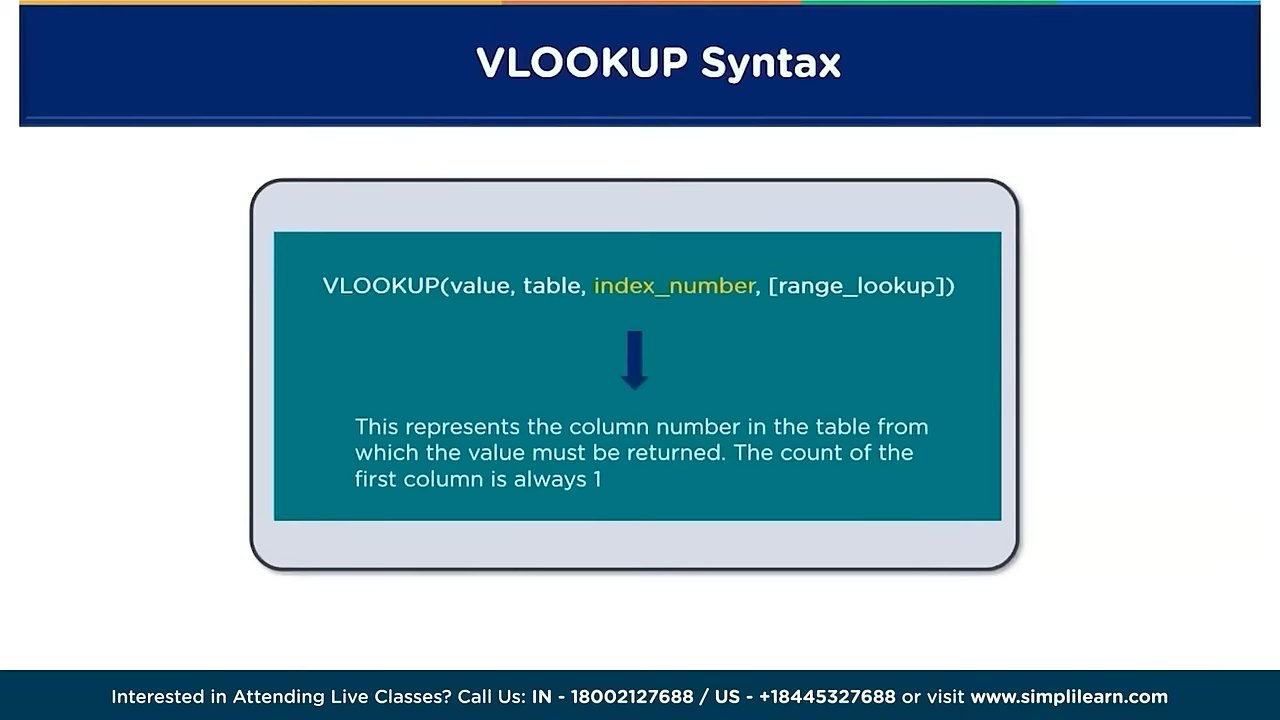 VLOOKUP Syntax
VLOOKUP(value, table, index_number, [range_lookup])
This represents the column number in the table from
which the value must be returned. The count of the
first column is always 1
Interested in Attending Live Classes? Call Us: IN - 18002127688 / US - +18445327688 or visit www.simplilearn.com